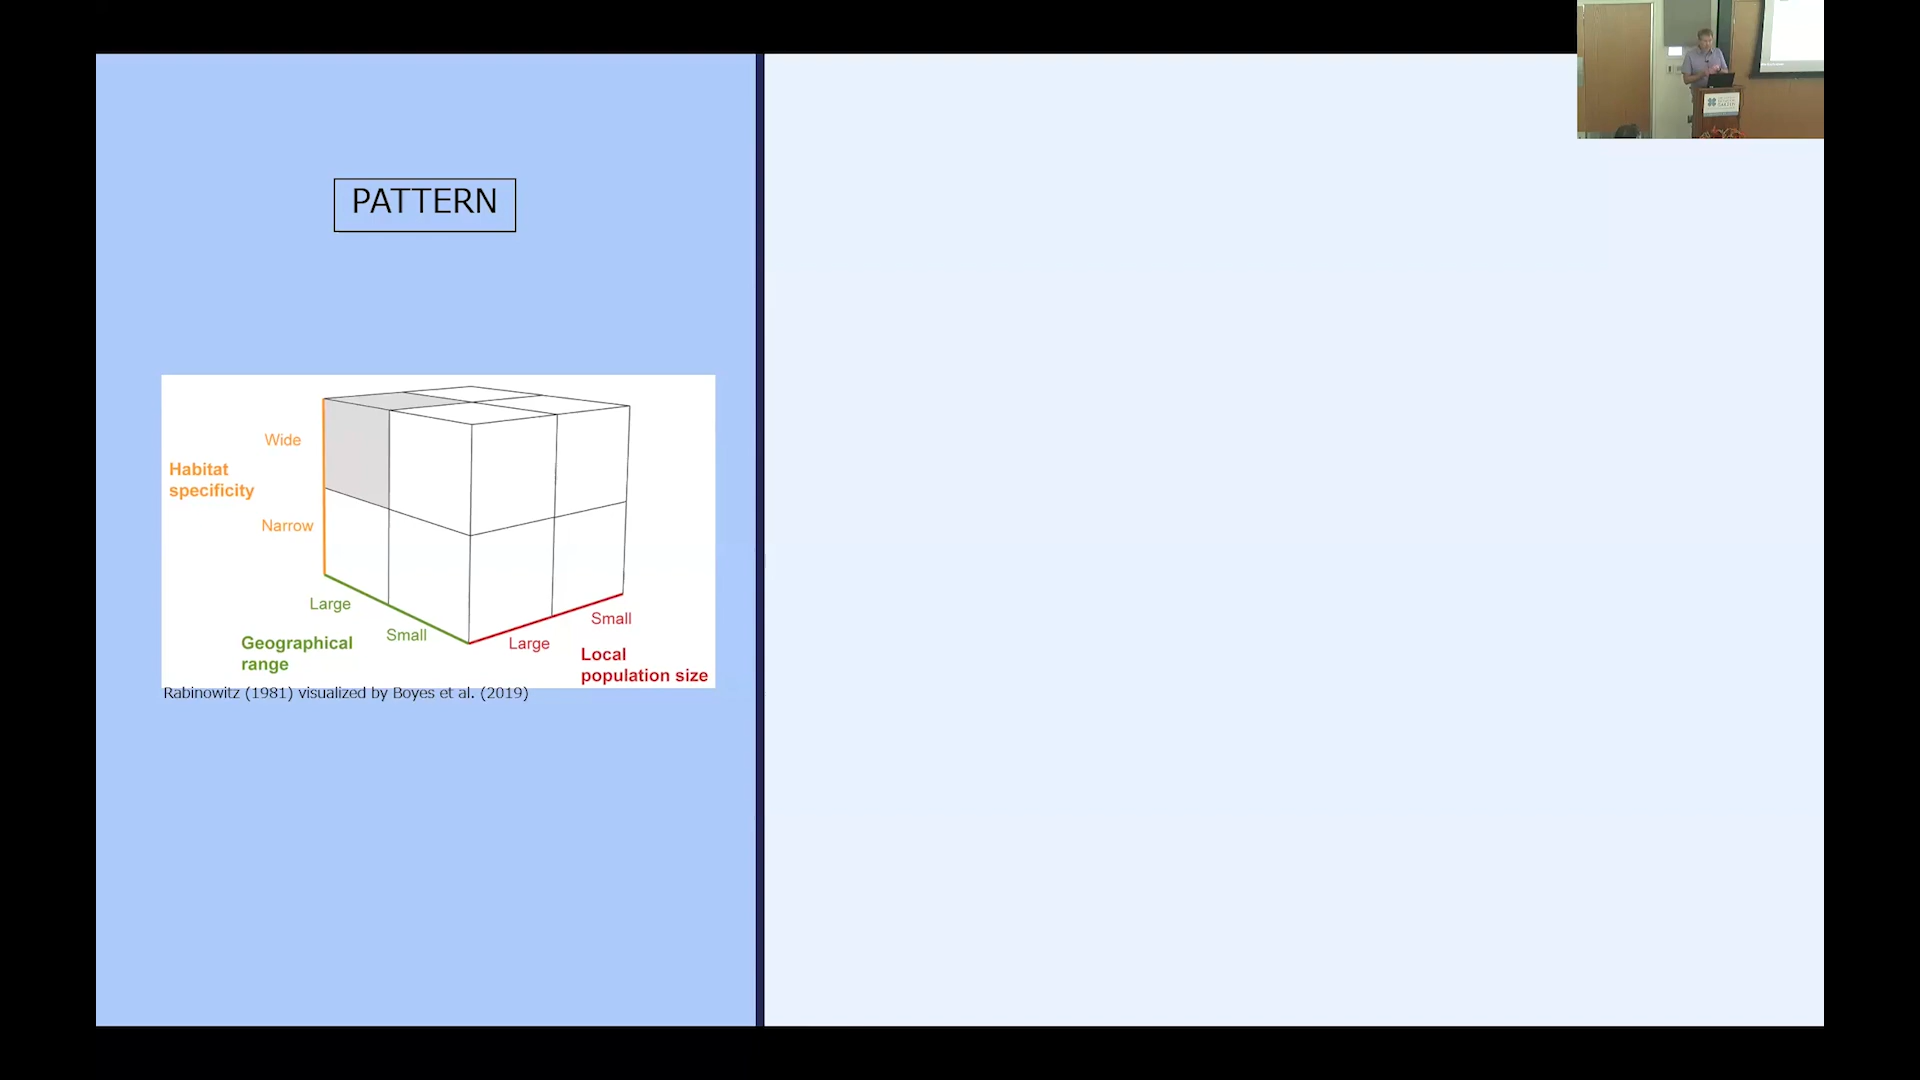 PATTERN
Wide
Habitat
specificity
Narrow
Large
Small
Geographical
range
Large
Small
Local
population size
Rabinowitz (1981) visualized by Boyes et al. (2019)